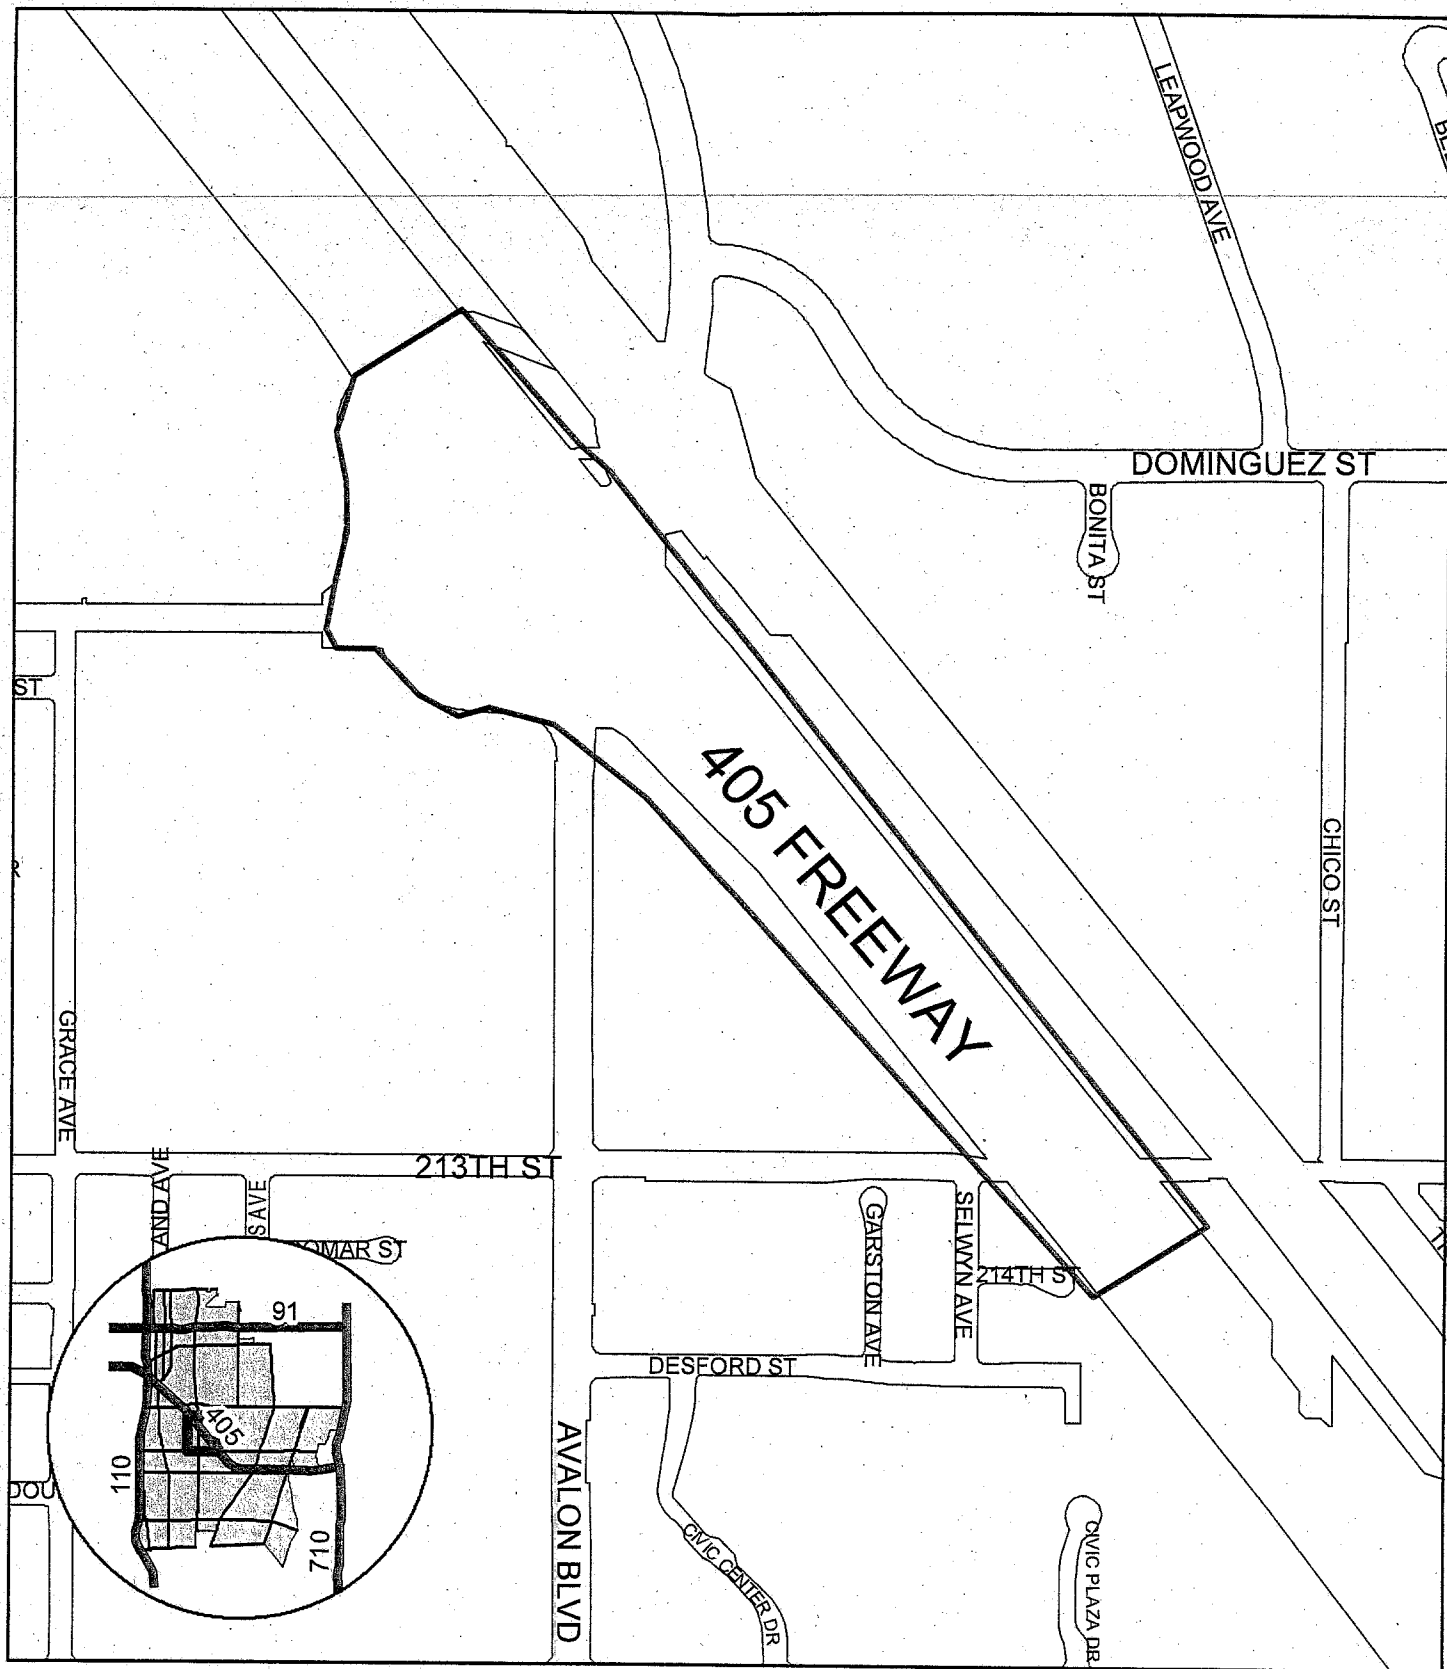 LEAPWOOD AVE
DOMINGUEZ ST
BONITA ST
ST
405 FREEWAY
CHICO ST
GRACE AVE
213TH ST
AND AVE
S AVE
OMAR ST
GARSTON AVE
SELWYN AVE
214TH ST
91
405
110
710
DESFORD ST
AVALON BLVD
DOU
CIVIC CENTER DR
CIVIC PLAZA DR